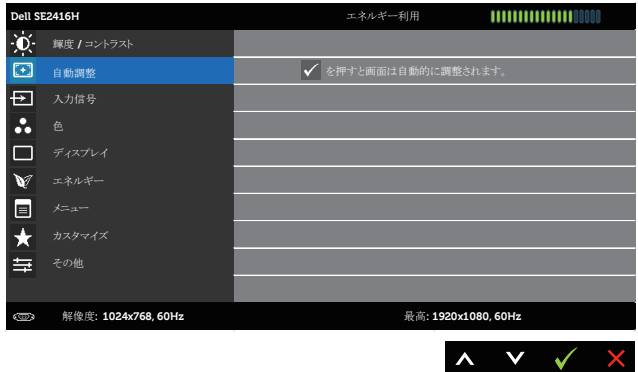 Dell SE2416H エネルギー利用
輝度 / コントラスト
自動調整 を押すと画面は自動的に調整されます。
入力信号
色
ディスプレイ
エネルギー
メニュー
カスタマイズ
その他
解像度: 1024x768, 60Hz 最高: 1920x1080, 60Hz